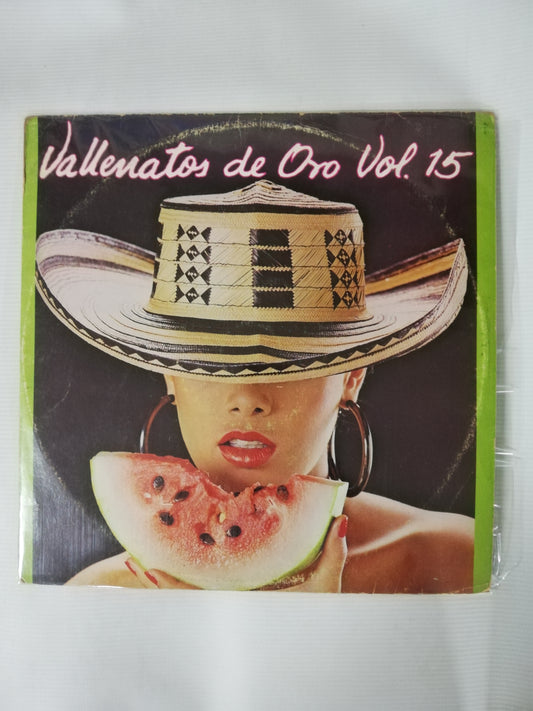 Vallenatos de Oro Vol. 15